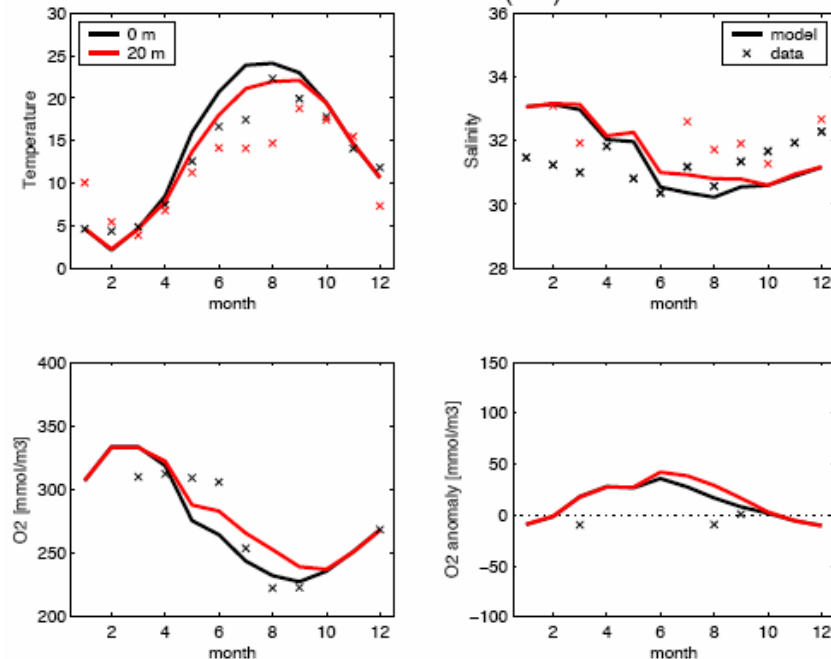 0 m
20 m
Temperature
30
25
20
15
10
5
0
2 4 6 8 10 12
month
model
data
Salinity
36
34
32
30
28
2 4 6 8 10 12
month
O2 [mmol/m3]
400
350
300
250
200
2 4 6 8 10 12
month
O2 anomaly [mmol/m3]
150
100
50
0
−50
−100
2 4 6 8 10 12
month